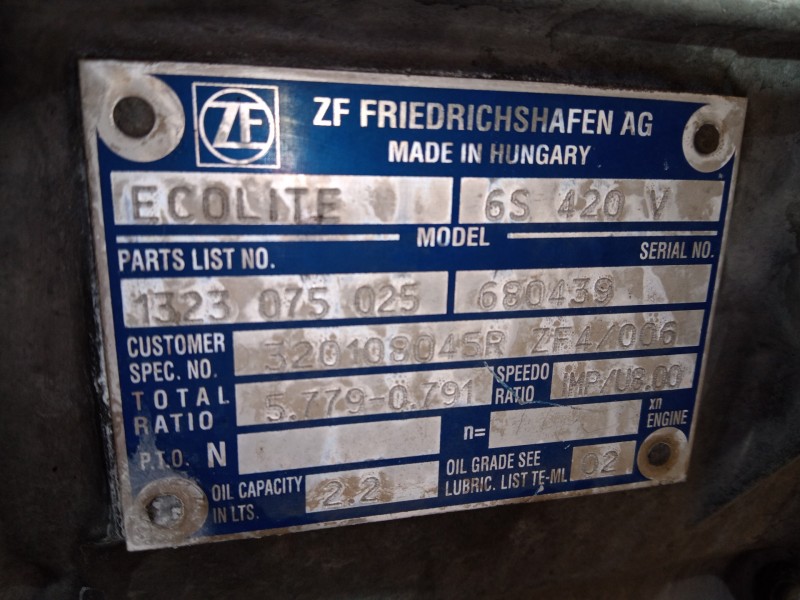 ZF
ZF FRIEDRICHSHAFEN AG
MADE IN HUNGARY
ECOLITE 6S 420 V
MODEL
PARTS LIST NO. SERIAL NO.
1323 075 025 680439
CUSTOMER SPEC. NO. 320108045R ZF4/006
TOTAL RATIO 5.779-0.791 SPEEDO RATIO IMP/U8.00
P.T.O. N n= xn ENGINE
OIL CAPACITY IN LTS. 2.2 OIL GRADE SEE LUBRIC. LIST TE-ML 02